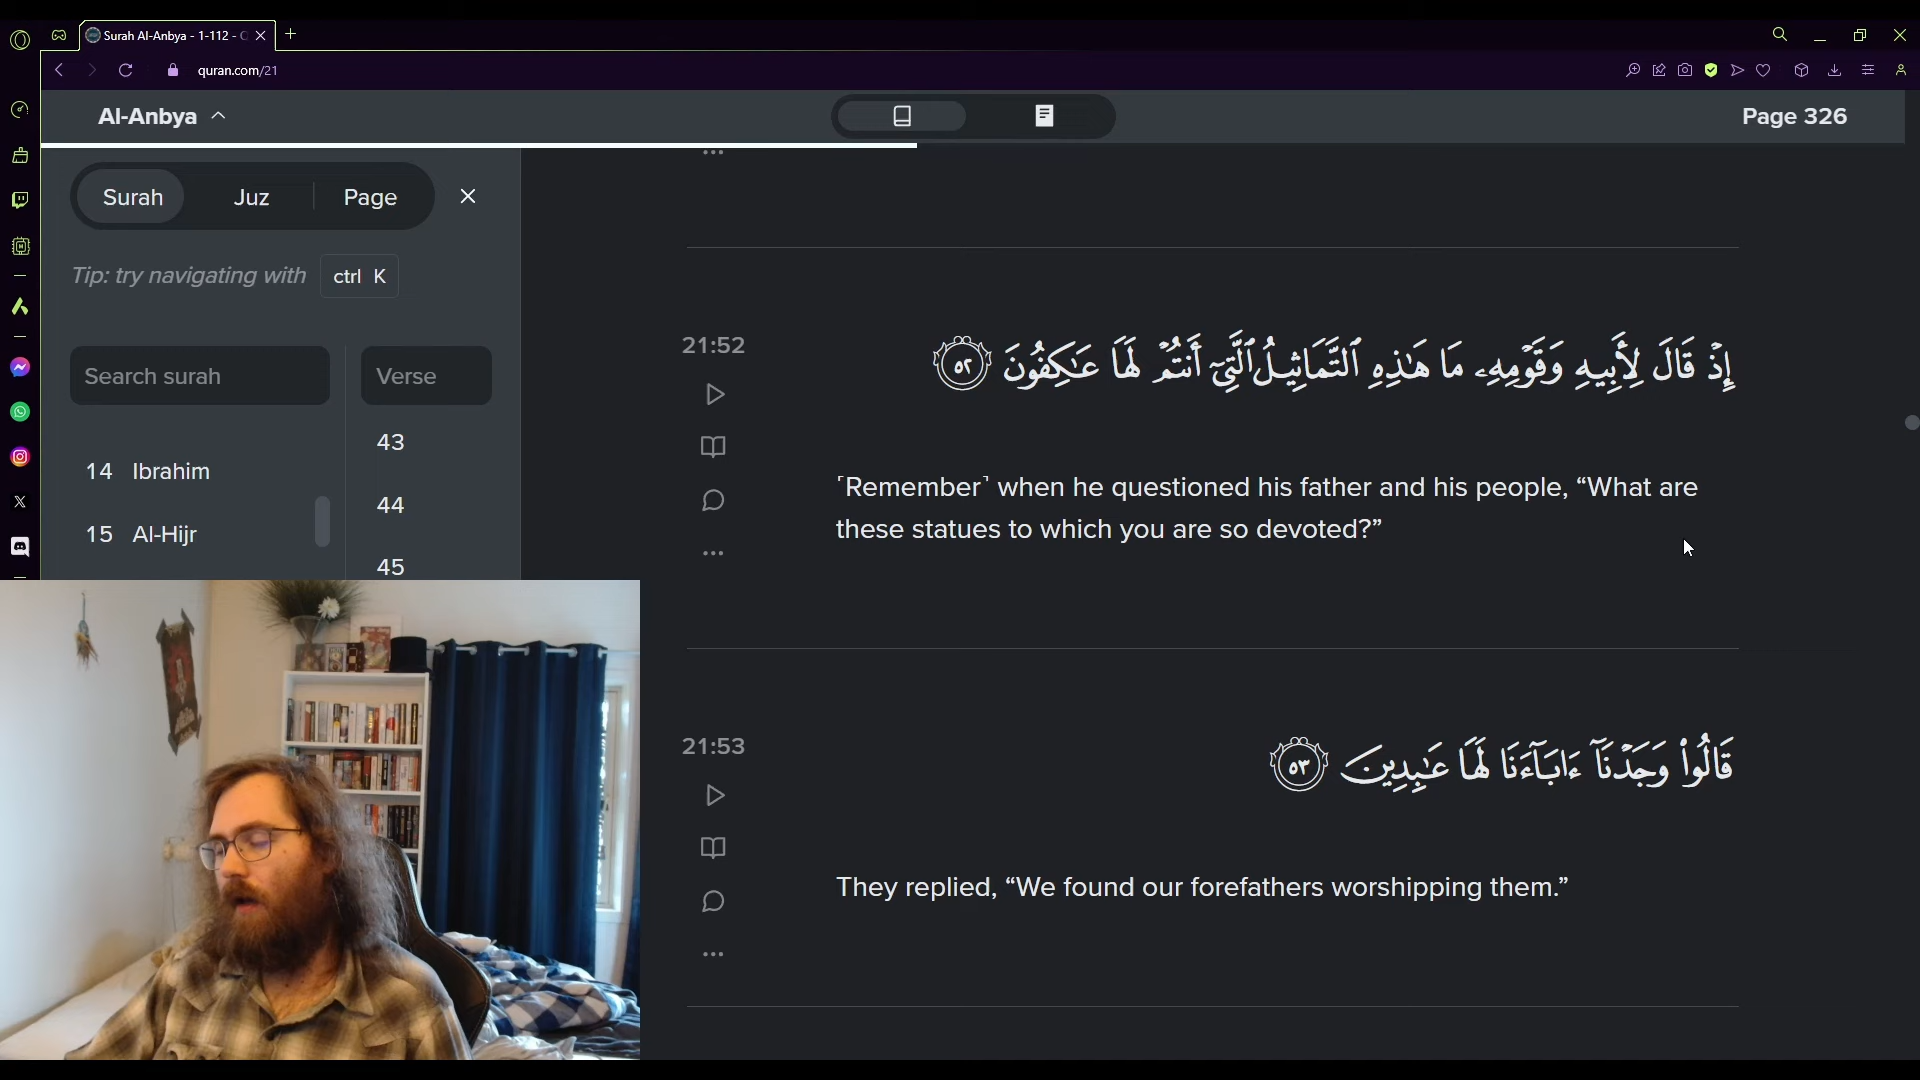 Surah Al-Anbya - 1-112 -
quran.com/21
Al-Anbya
Page 326
Surah
Juz
Page
Tip: try navigating with ctrl K
Search surah
Verse
43
14 Ibrahim
44
15 Al-Hijr
45
21:52
إِذْ قَالَ لِأَبِيهِ وَقَوْمِهِۦ مَا هَـٰذِهِ ٱلتَّمَاثِيلُ ٱلَّتِىٓ أَنتُمْ لَهَا عَـٰكِفُونَ ٥٢
˹Remember˺ when he questioned his father and his people, “What are
these statues to which you are so devoted?”
21:53
قَالُوا۟ وَجَدْنَآ ءَابَآءَنَا لَهَا عَـٰبِدِينَ ٥٣
They replied, “We found our forefathers worshipping them.”